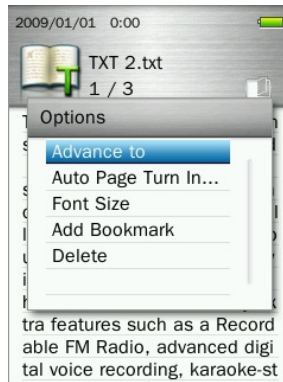 2009/01/01 0:00
TXT 2.txt
1 / 3
Options
Advance to
Auto Page Turn In...
Font Size
Add Bookmark
Delete
tra features such as a Record
able FM Radio, advanced digi
tal voice recording, karaoke-st